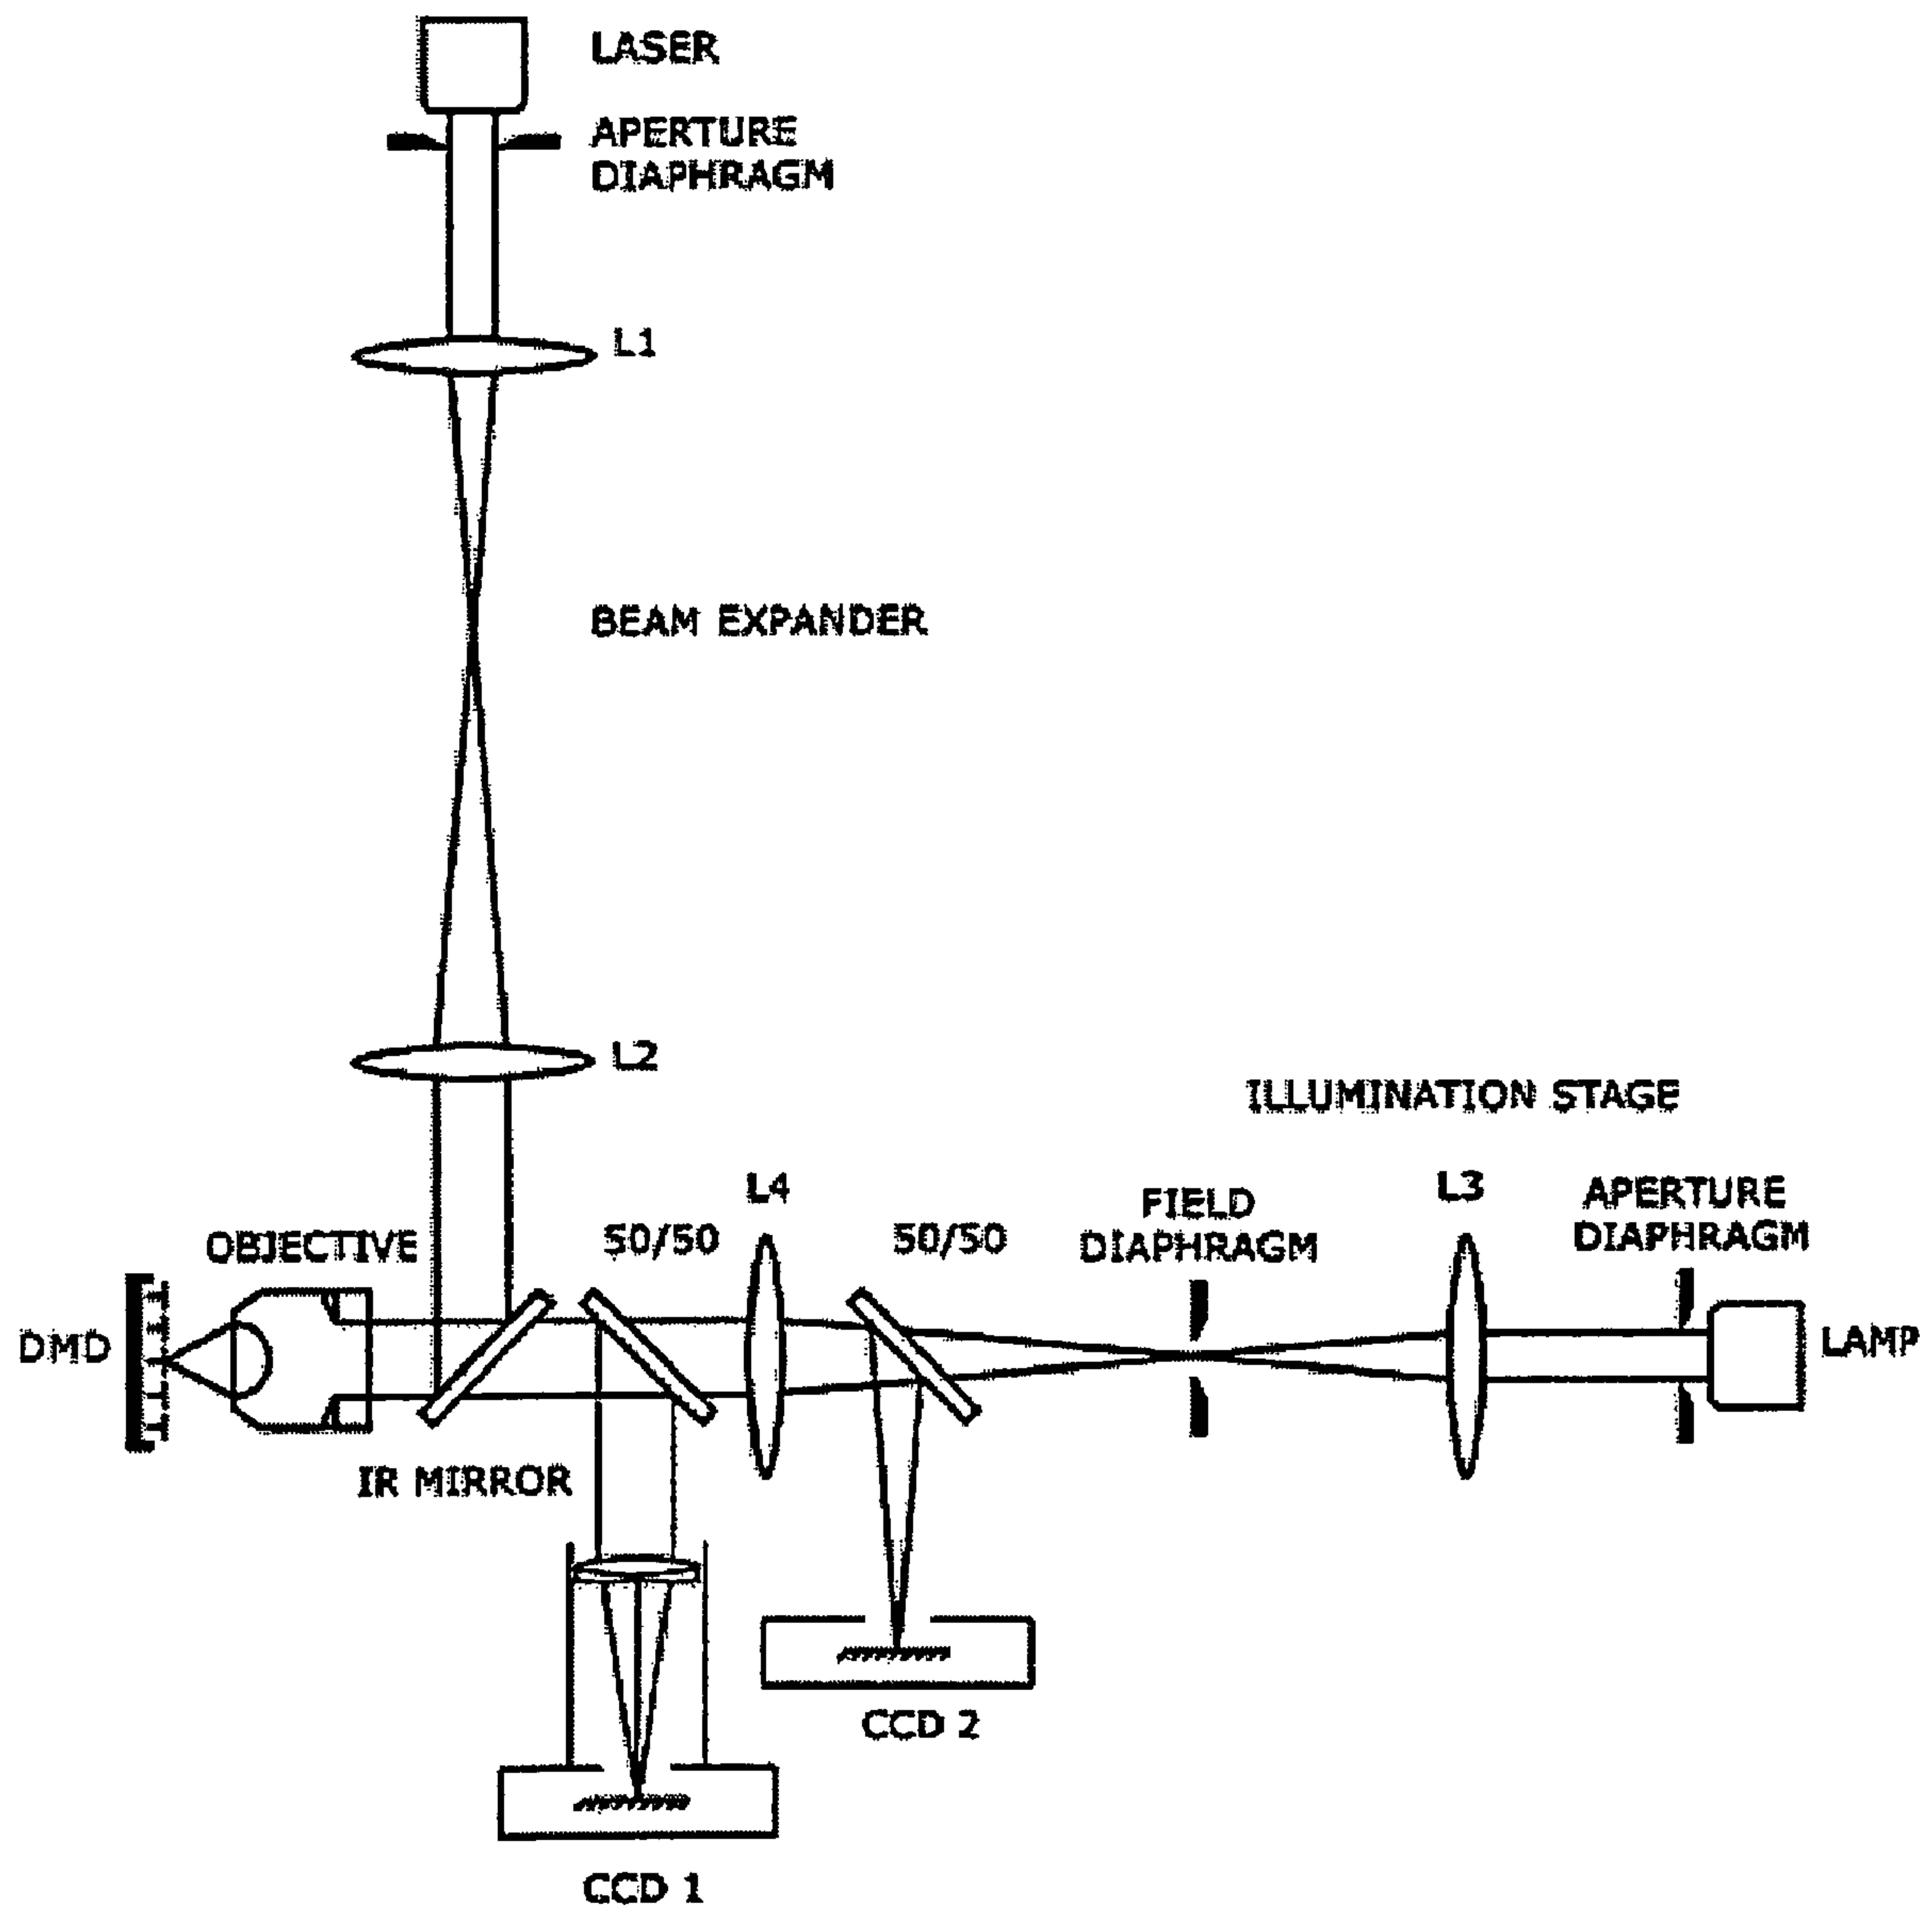 LASER
APERTURE
DIAPHRAGM
L1
BEAM EXPANDER
L2
ILLUMINATION STAGE
L4
L3
FIELD
DIAPHRAGM
APERTURE
DIAPHRAGM
OBJECTIVE
50/50
50/50
DMD
LAMP
IR MIRROR
CCD 2
CCD 1